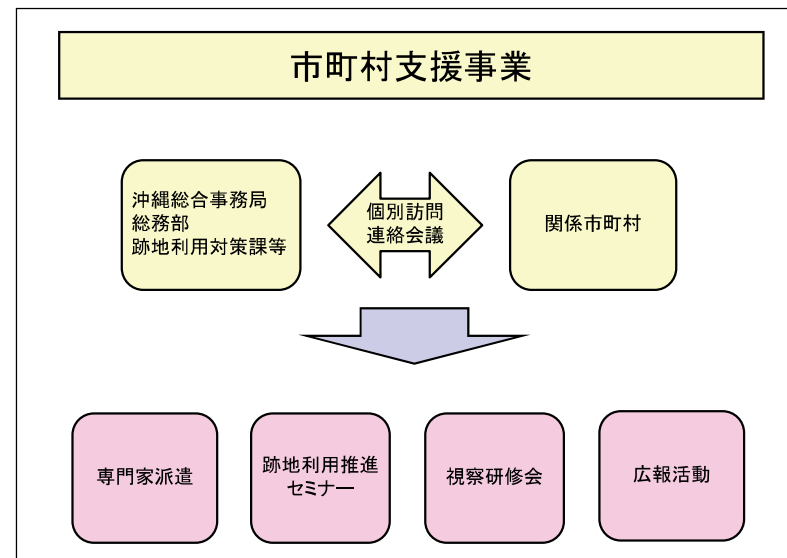 市町村支援事業
沖縄総合事務局
総務部
跡地利用対策課等
個別訪問
連絡会議
関係市町村
専門家派遣
跡地利用推進
セミナー
視察研修会
広報活動